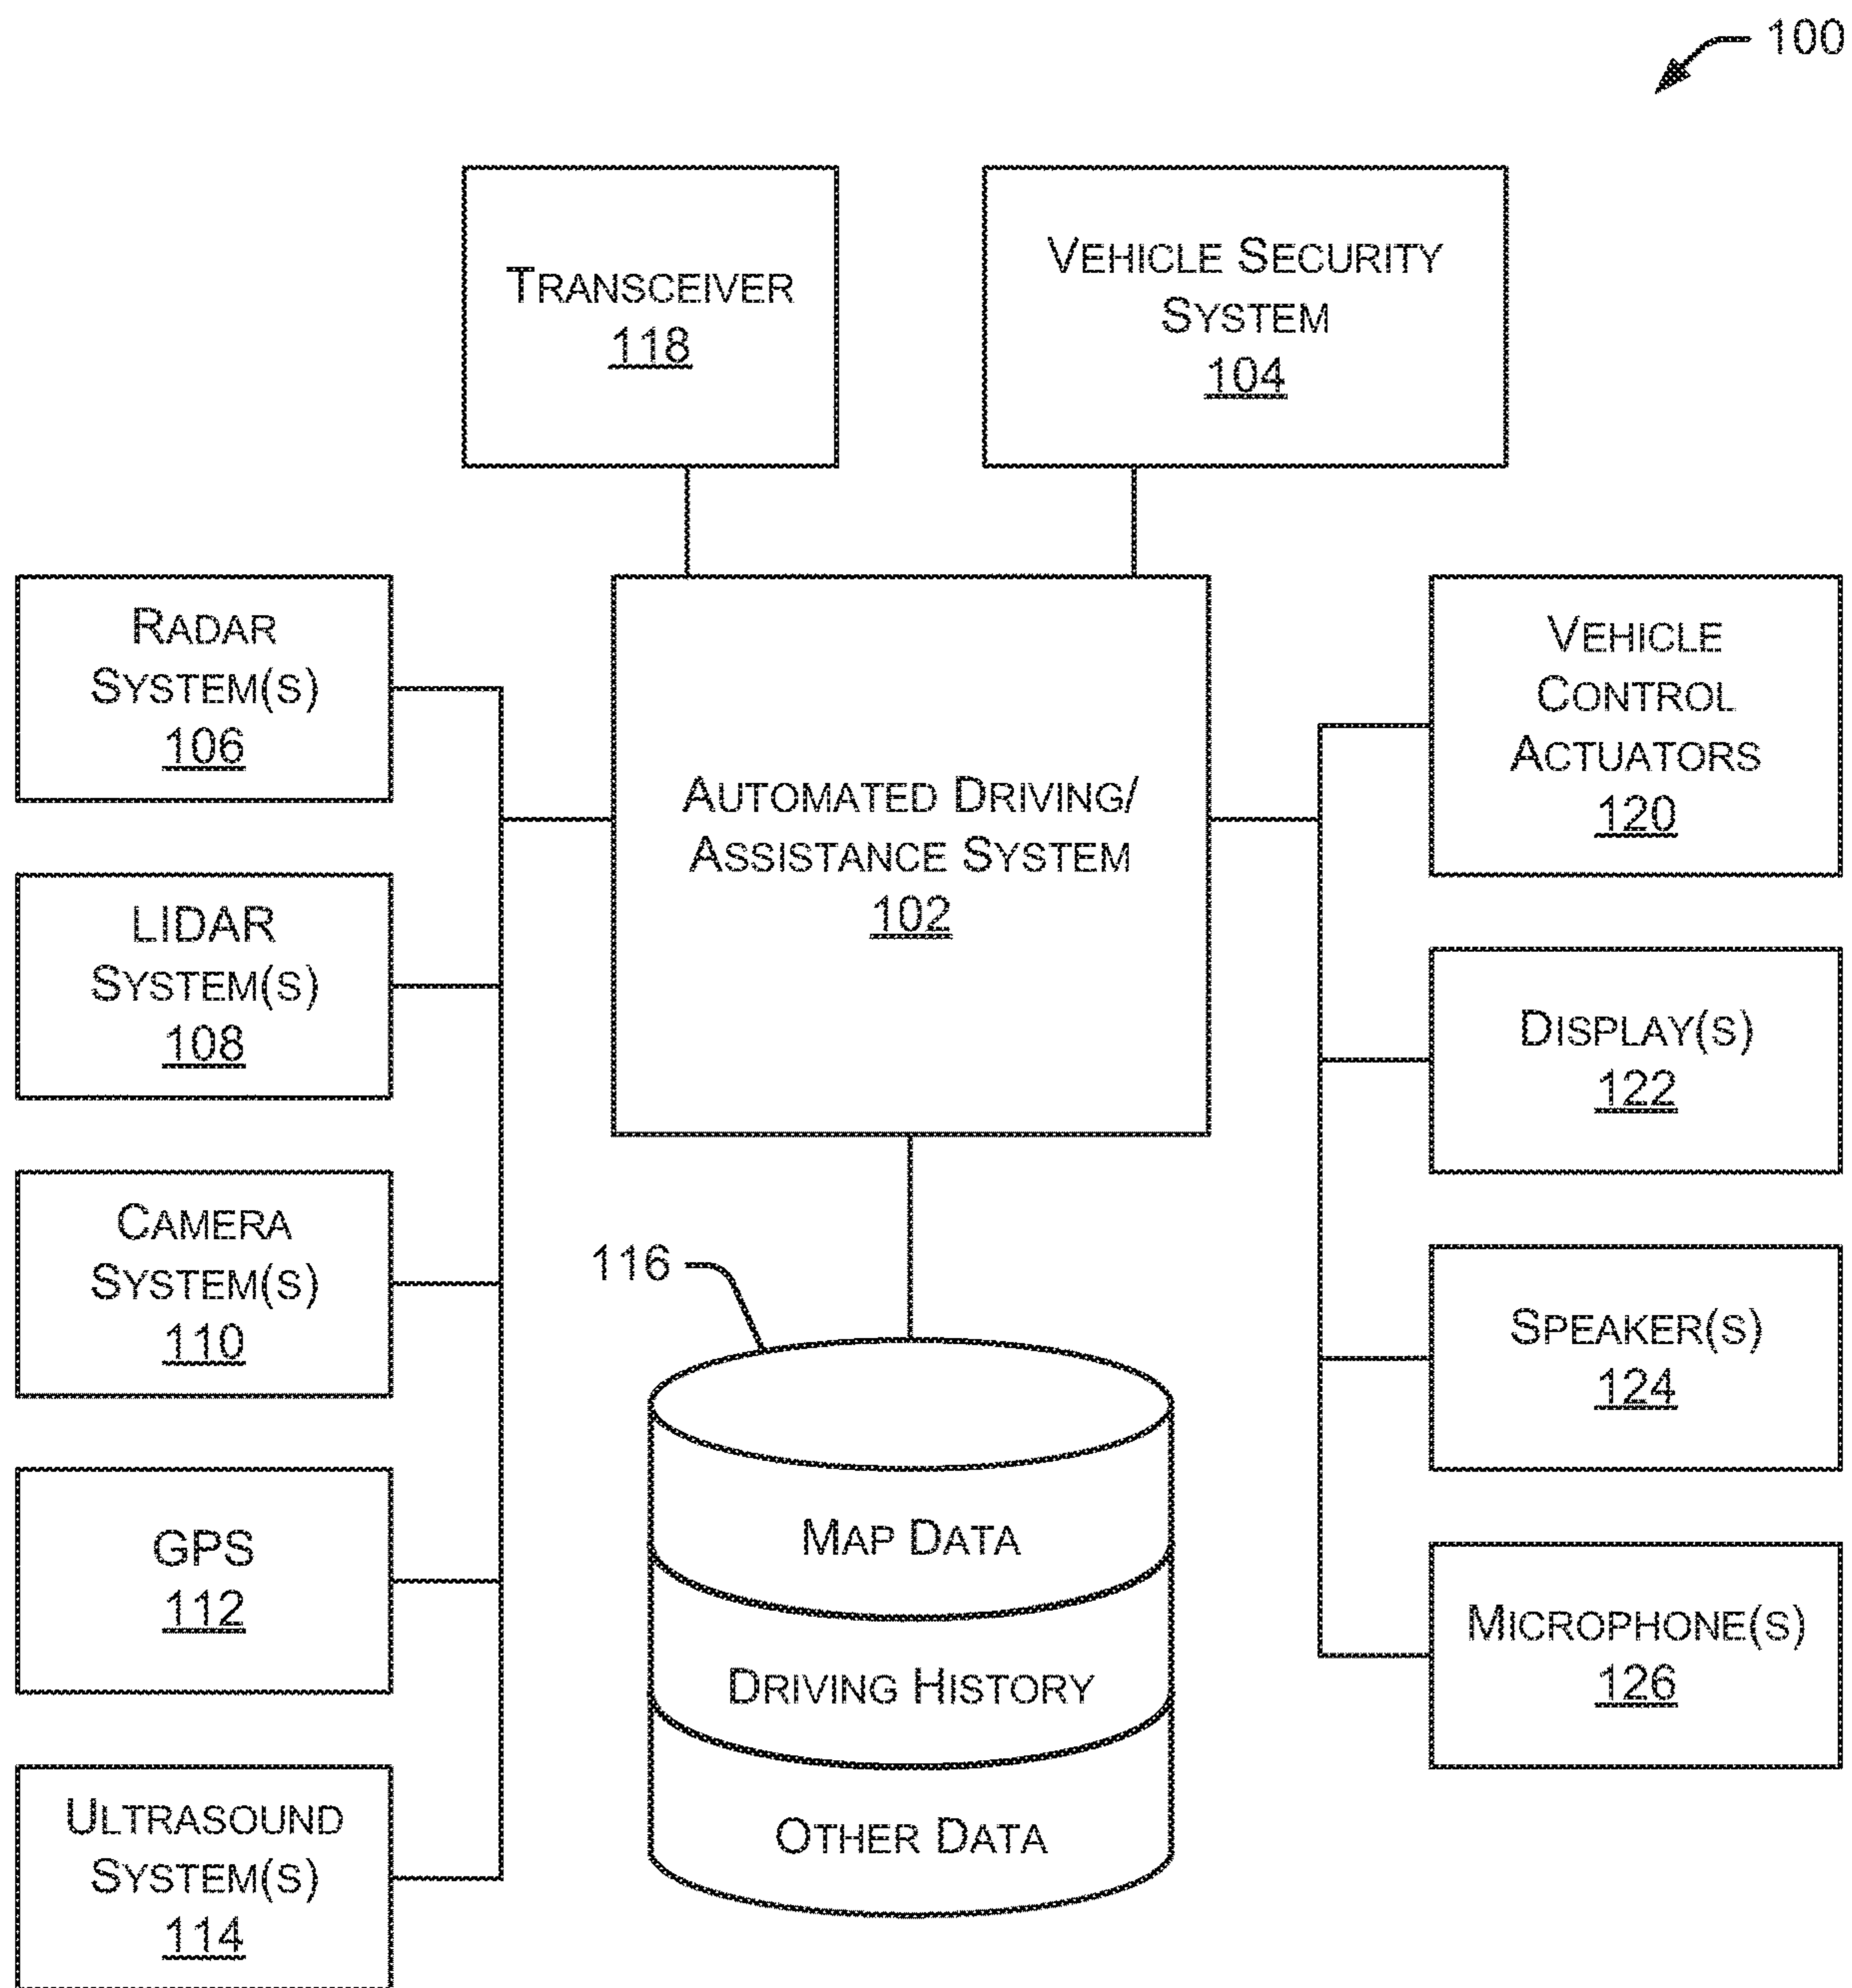 100
TRANSCEIVER
118
VEHICLE SECURITY
SYSTEM
104
RADAR
SYSTEM(S)
106
LIDAR
SYSTEM(S)
108
CAMERA
SYSTEM(S)
110
GPS
112
ULTRASOUND
SYSTEM(S)
114
AUTOMATED DRIVING/
ASSISTANCE SYSTEM
102
116
MAP DATA
DRIVING HISTORY
OTHER DATA
VEHICLE
CONTROL
ACTUATORS
120
DISPLAY(S)
122
SPEAKER(S)
124
MICROPHONE(S)
126